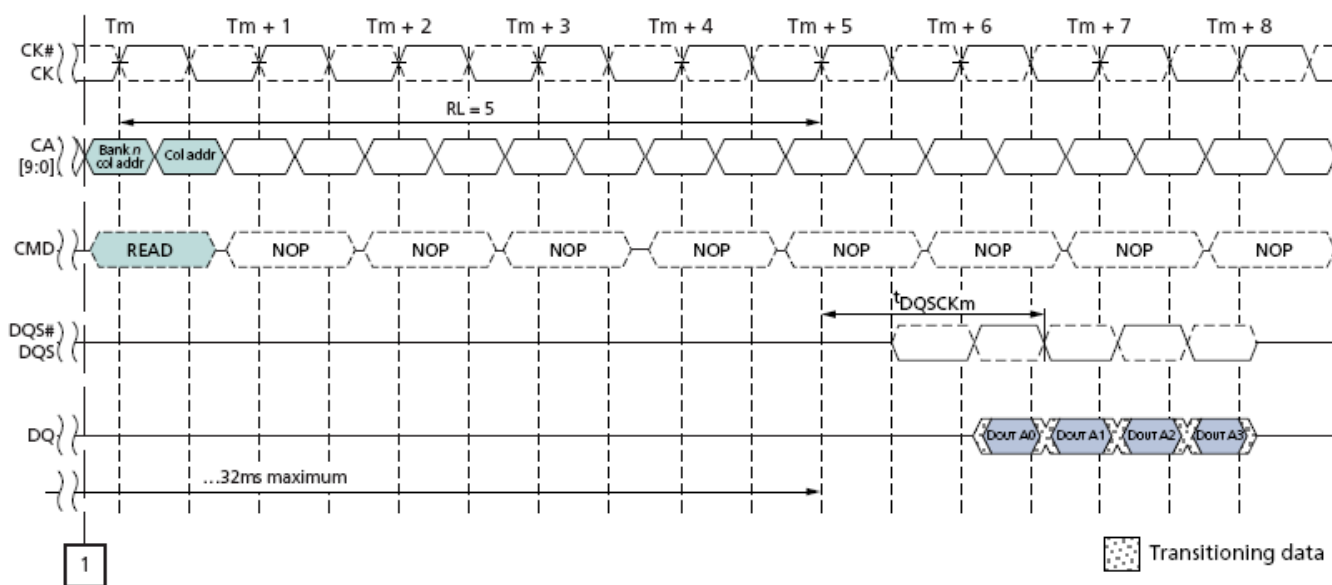 Tm Tm + 1 Tm + 2 Tm + 3 Tm + 4 Tm + 5 Tm + 6 Tm + 7 Tm + 8
CK#
CK
RL = 5
CA
[9:0]
Bank n
col addr
Col addr
CMD
READ NOP NOP NOP NOP NOP NOP NOP NOP
tDQSCKm
DQS#
DQS
DQ
DOUT A0 DOUT A1 DOUT A2 DOUT A3
...32ms maximum
1
Transitioning data